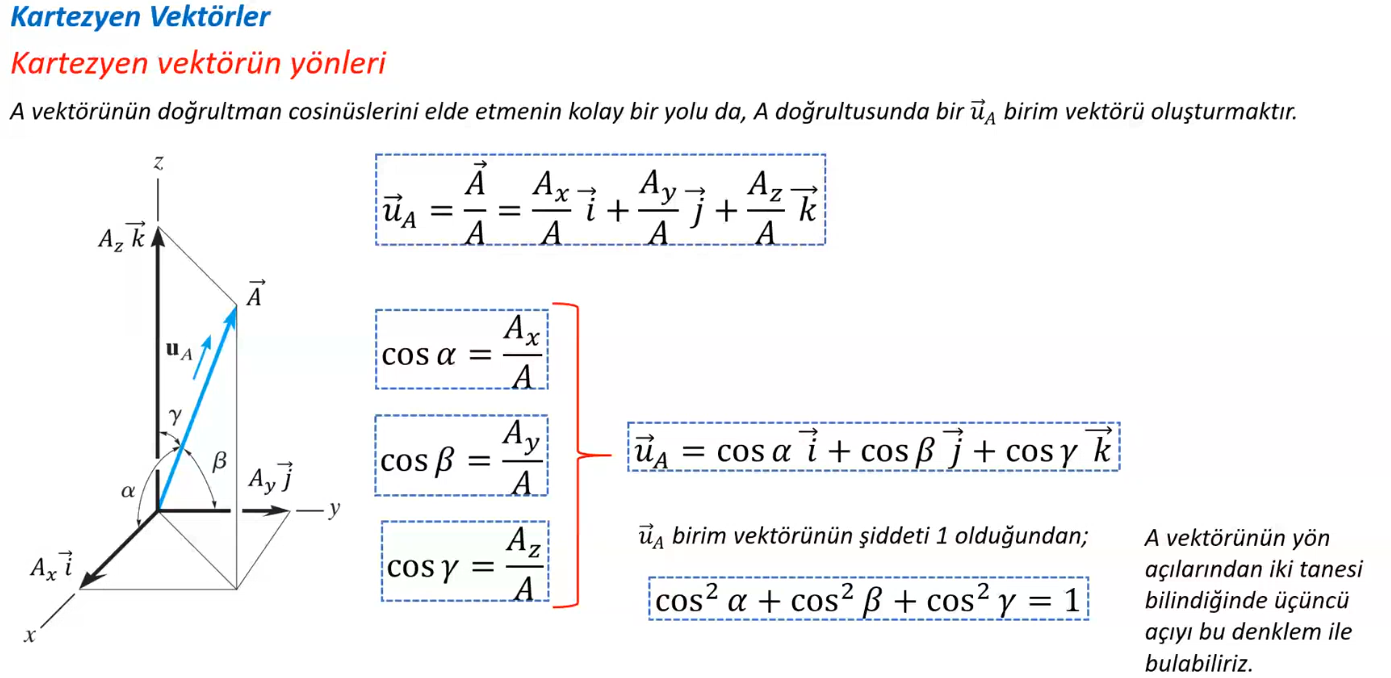 Kartezyen Vektörler
Kartezyen vektörün yönleri
A vektörünün doğrultman cosinüslerini elde etmenin kolay bir yolu da, A doğrultusunda bir u⃗_A birim vektörü oluşturmaktır.
z
A_z k⃗
A⃗
u_A
γ
β
α
A_y j⃗
y
A_x i⃗
x
u⃗_A = A⃗/A = A_x/A i⃗ + A_y/A j⃗ + A_z/A k⃗
cos α = A_x/A
cos β = A_y/A
cos γ = A_z/A
u⃗_A = cos α i⃗ + cos β j⃗ + cos γ k⃗
u⃗_A birim vektörünün şiddeti 1 olduğundan;
cos² α + cos² β + cos² γ = 1
A vektörünün yön
açılarından iki tanesi
bilindiğinde üçüncü
açıyı bu denklem ile
bulabiliriz.